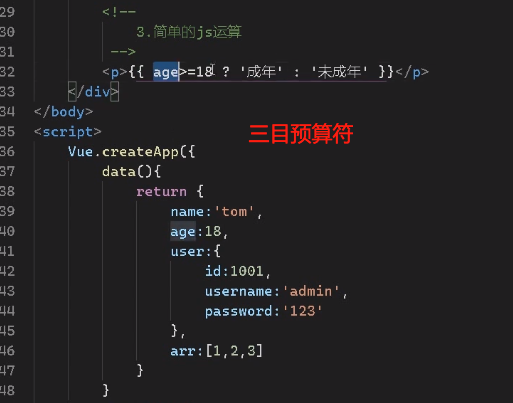 29 <!--
30 3.简单的js运算
31 -->
32 <p>{{ age>=18 ? '成年' : '未成年' }}</p>
33 </div>
34 </body>
35 <script>
三目预算符
36 Vue.createApp({
37 data(){
38 return {
39 name:'tom',
40 age:18,
41 user:{
42 id:1001,
43 username:'admin',
44 password:'123'
45 },
46 arr:[1,2,3]
47 }
48 }